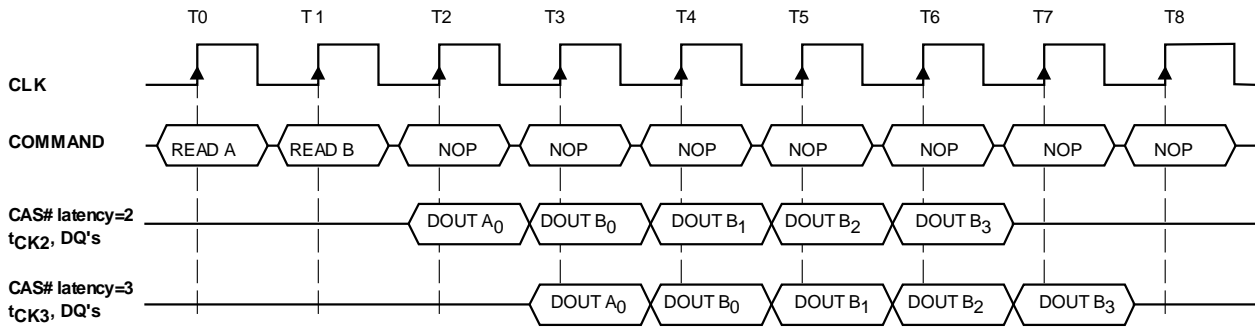 T0 T1 T2 T3 T4 T5 T6 T7 T8
CLK
COMMAND READ A READ B NOP NOP NOP NOP NOP NOP NOP
CAS# latency=2
tCK2, DQ's DOUT A0 DOUT B0 DOUT B1 DOUT B2 DOUT B3
CAS# latency=3
tCK3, DQ's DOUT A0 DOUT B0 DOUT B1 DOUT B2 DOUT B3